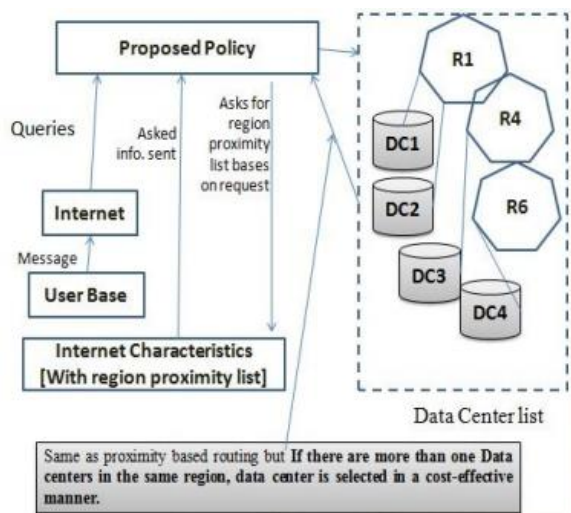 Proposed Policy
R1
R4
R6
DC1
DC2
DC3
DC4
Queries
Asked
info. sent
Asks for
region
proximity
list bases
on request
Internet
Message
User Base
Internet Characteristics
[With region proximity list]
Data Center list
Same as proximity based routing but If there are more than one Data
centers in the same region, data center is selected in a cost-effective
manner.